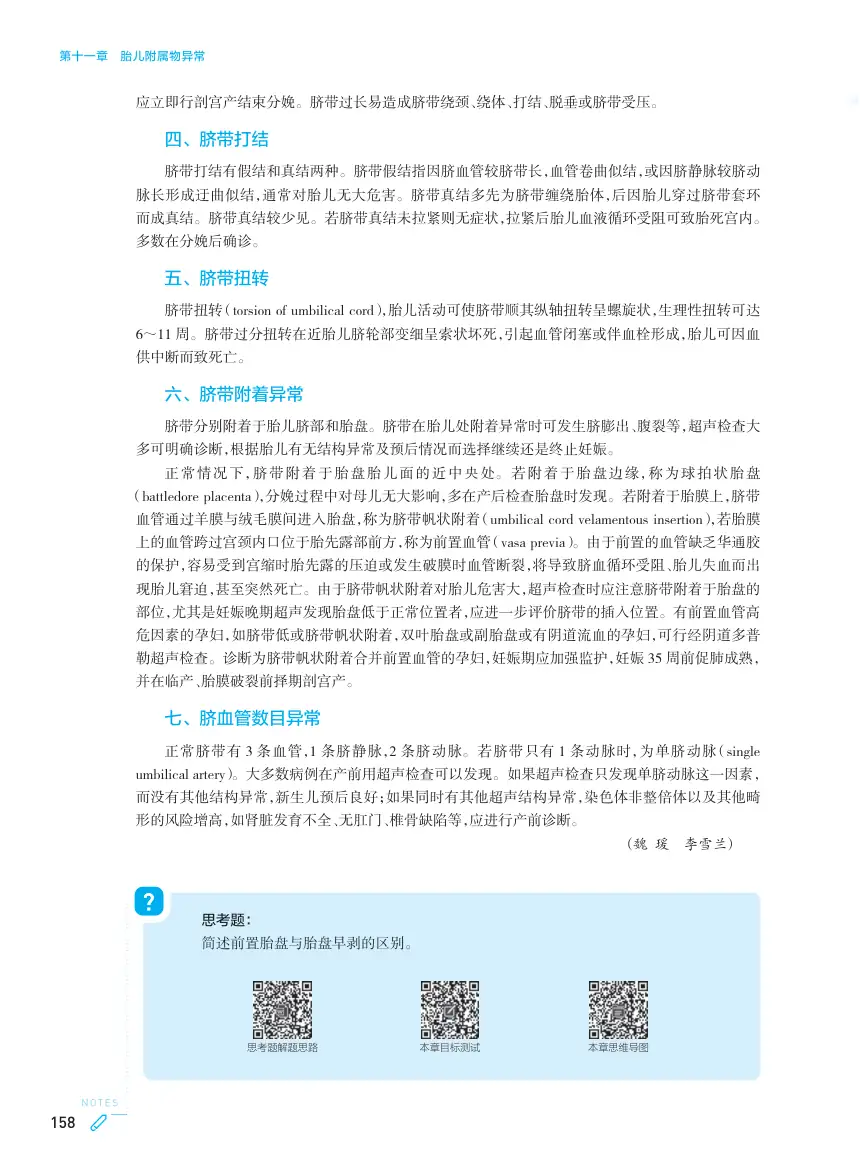 第十一章 胎儿附属物异常
应立即行剖宫产结束分娩。脐带过长易造成脐带绕颈、绕体、打结、脱垂或脐带受压。
四、脐带打结
脐带打结有假结和真结两种。脐带假结指因脐血管较脐带长,血管卷曲似结,或因脐静脉较脐动
脉长形成迂曲似结,通常对胎儿无大危害。脐带真结多先为脐带缠绕胎体,后因胎儿穿过脐带套环
而成真结。脐带真结较少见。若脐带真结未拉紧则无症状,拉紧后胎儿血液循环受阻可致胎死宫内。
多数在分娩后确诊。
五、脐带扭转
脐带扭转(torsion of umbilical cord),胎儿活动可使脐带顺其纵轴扭转呈螺旋状,生理性扭转可达
6～11 周。脐带过分扭转在近胎儿脐轮部变细呈索状坏死,引起血管闭塞或伴血栓形成,胎儿可因血
供中断而致死亡。
六、脐带附着异常
脐带分别附着于胎儿脐部和胎盘。脐带在胎儿处附着异常时可发生脐膨出、腹裂等,超声检查大
多可明确诊断,根据胎儿有无结构异常及预后情况而选择继续还是终止妊娠。
正常情况下,脐带附着于胎盘胎儿面的近中央处。若附着于胎盘边缘,称为球拍状胎盘
(battledore placenta),分娩过程中对母儿无大影响,多在产后检查胎盘时发现。若附着于胎膜上,脐带
血管通过羊膜与绒毛膜间进入胎盘,称为脐带帆状附着(umbilical cord velamentous insertion),若胎膜
上的血管跨过宫颈内口位于胎先露部前方,称为前置血管(vasa previa)。由于前置的血管缺乏华通胶
的保护,容易受到宫缩时胎先露的压迫或发生破膜时血管断裂,将导致脐血循环受阻、胎儿失血而出
现胎儿窘迫,甚至突然死亡。由于脐带帆状附着对胎儿危害大,超声检查时应注意脐带附着于胎盘的
部位,尤其是妊娠晚期超声发现胎盘低于正常位置者,应进一步评价脐带的插入位置。有前置血管高
危因素的孕妇,如脐带低或脐带帆状附着,双叶胎盘或副胎盘或有阴道流血的孕妇,可行经阴道多普
勒超声检查。诊断为脐带帆状附着合并前置血管的孕妇,妊娠期应加强监护,妊娠 35 周前促肺成熟,
并在临产、胎膜破裂前择期剖宫产。
七、脐血管数目异常
正常脐带有 3 条血管,1 条脐静脉,2 条脐动脉。若脐带只有 1 条动脉时,为单脐动脉(single
umbilical artery)。大多数病例在产前用超声检查可以发现。如果超声检查只发现单脐动脉这一因素,
而没有其他结构异常,新生儿预后良好;如果同时有其他超声结构异常,染色体非整倍体以及其他畸
形的风险增高,如肾脏发育不全、无肛门、椎骨缺陷等,应进行产前诊断。
(魏 瑗 李雪兰)
?
思考题：
简述前置胎盘与胎盘早剥的区别。
思考题解题思路 本章目标测试 本章思维导图
NOTES
158